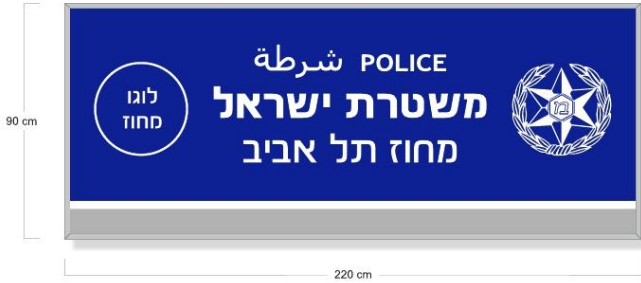 شرطة POLICE
משטרת ישראל
מחוז תל אביב
לוגו
מחוז
90 cm
220 cm